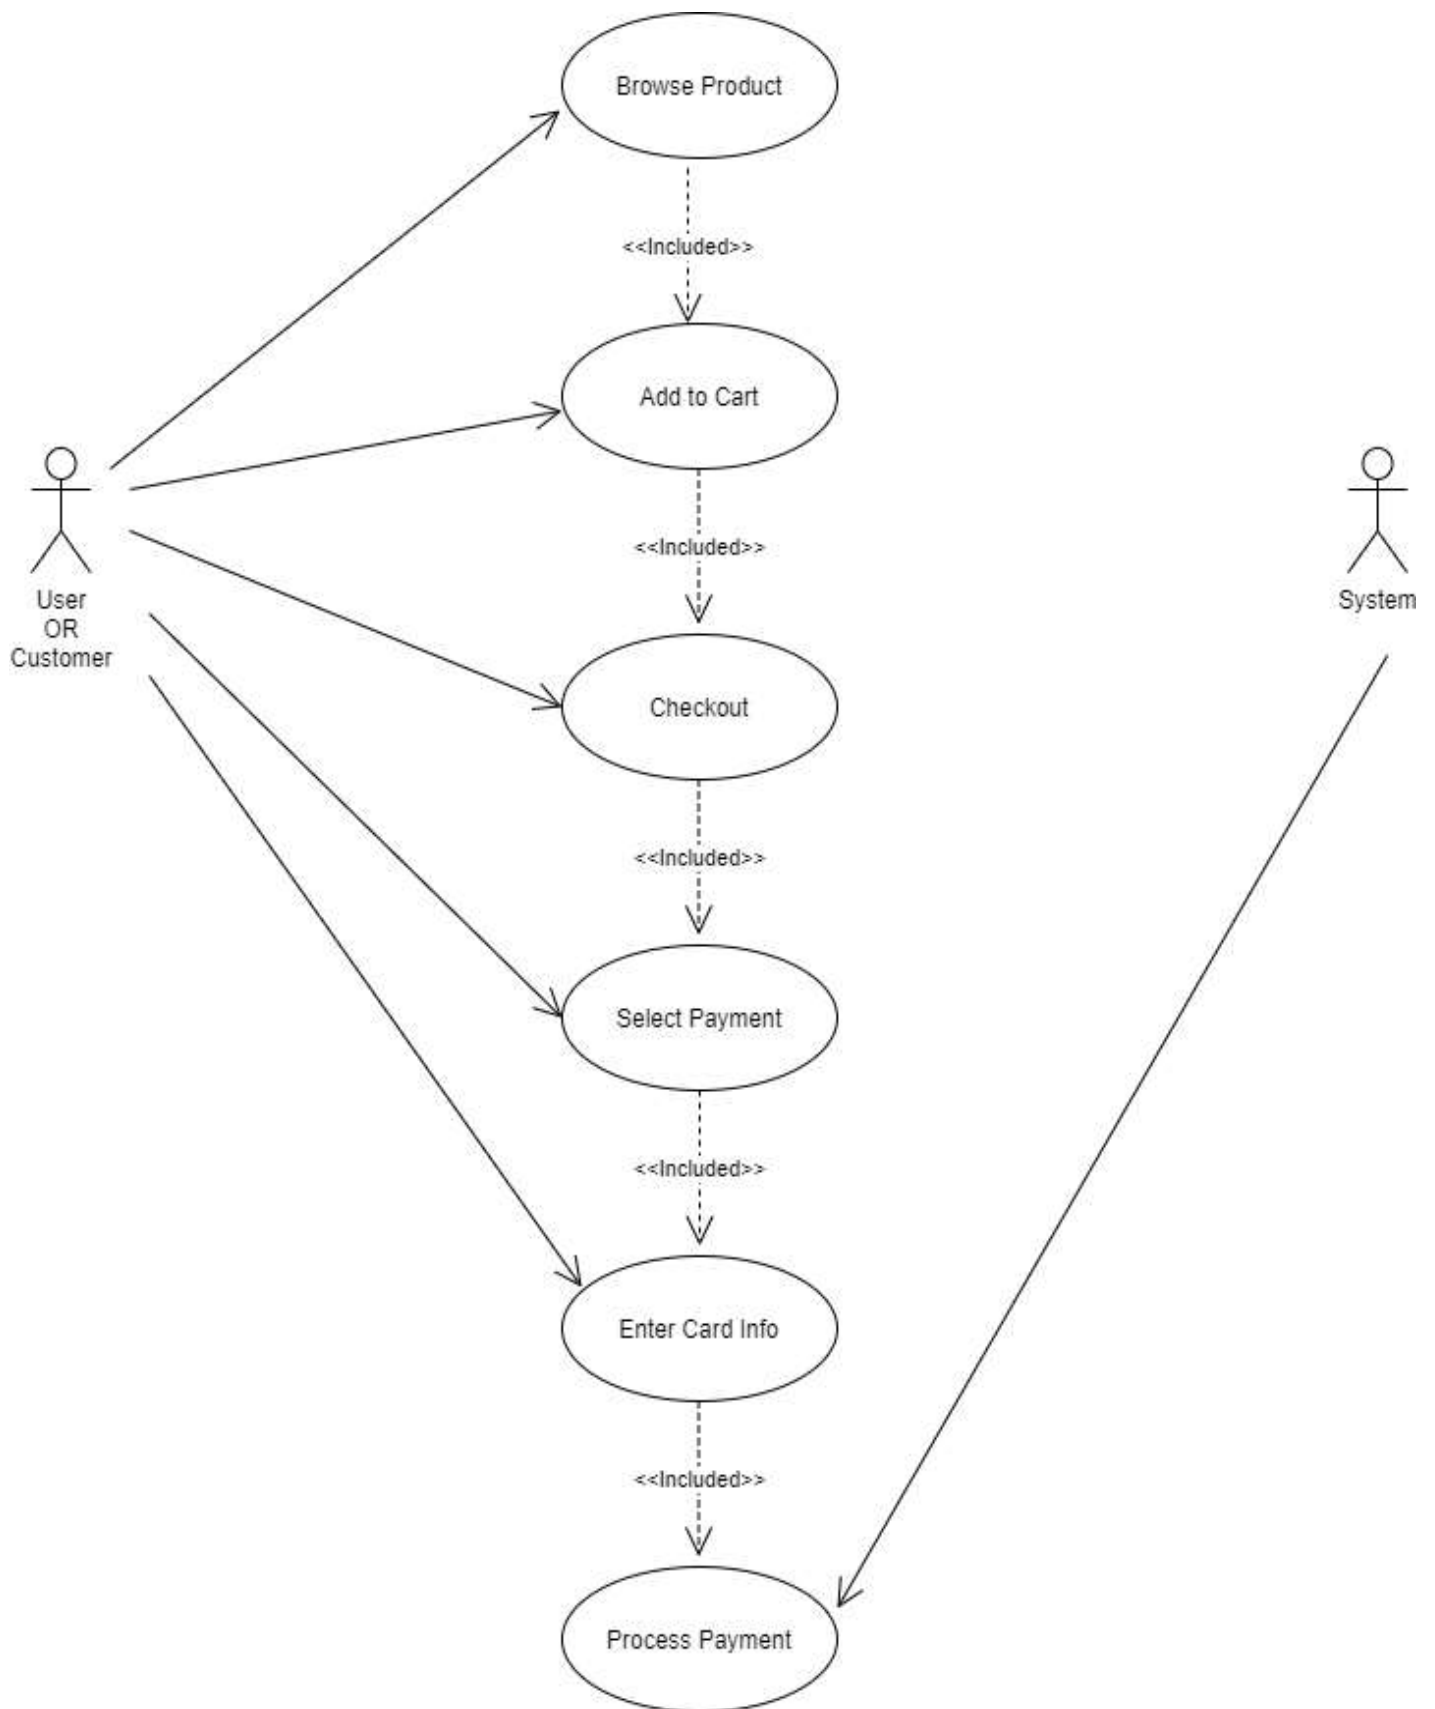 Browse Product
<<Included>>
Add to Cart
<<Included>>
User
OR
Customer
System
Checkout
<<Included>>
Select Payment
<<Included>>
Enter Card Info
<<Included>>
Process Payment